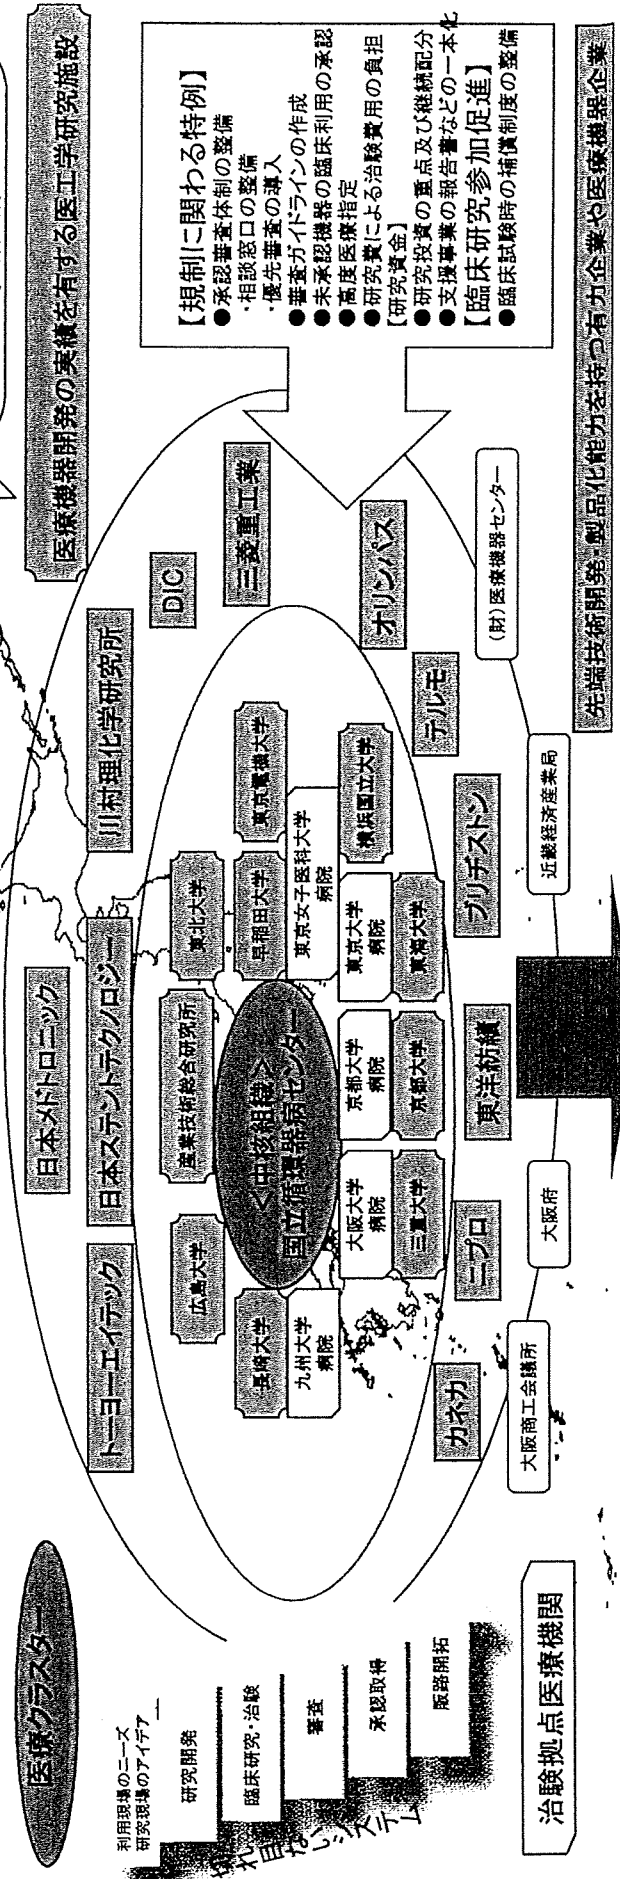 医療クラスター
利用現場のニーズ
研究現場のアイデア
研究開発
臨床研究・治験
審査
承認取得
販路開拓
切れ目ないシステム
治験拠点医療機関
日本メドトロニック
トーヨーエイテック
日本ステントテクノロジー
川村理化学研究所
DIC
三菱重工業
オリンパス
テルモ
ブリヂストン
東洋紡績
ニプロ
カネカ
広島大学
産業技術総合研究所
東北大学
長崎大学
九州大学
病院
<中核組織>
国立循環器病センター
早稲田大学
東京電機大学
東京女子医科大学
病院
大阪大学
病院
京都大学
病院
東京大学
病院
横浜国立大学
三重大学
京都大学
東海大学
大阪商工会議所
大阪府
近畿経済産業局
(財)医療機器センター
医療機器開発の実績を有する医工学研究施設
【規制に関わる特例】
●承認審査体制の整備
・相談窓口の整備
・優先審査の導入
●審査ガイドラインの作成
●未承認機器の臨床利用の承認
●高度医療指定
●研究費による治験費用の負担
【研究資金】
●研究投資の重点及び継続配分
●支援事業の報告書などの一本化
【臨床研究参加促進】
●臨床試験時の補償制度の整備
先端技術開発・製品化能力を持つ有力企業や医療機器企業